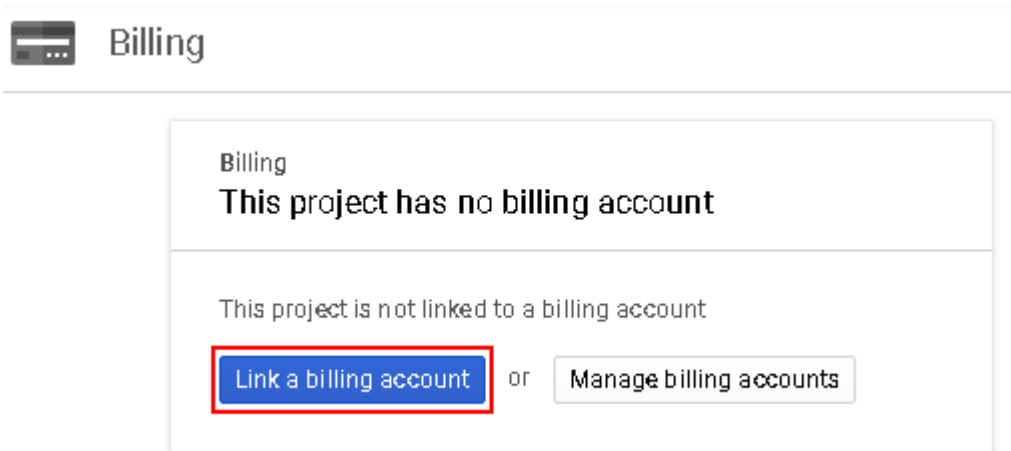 Billing
Billing
This project has no billing account
This project is not linked to a billing account
Link a billing account or Manage billing accounts